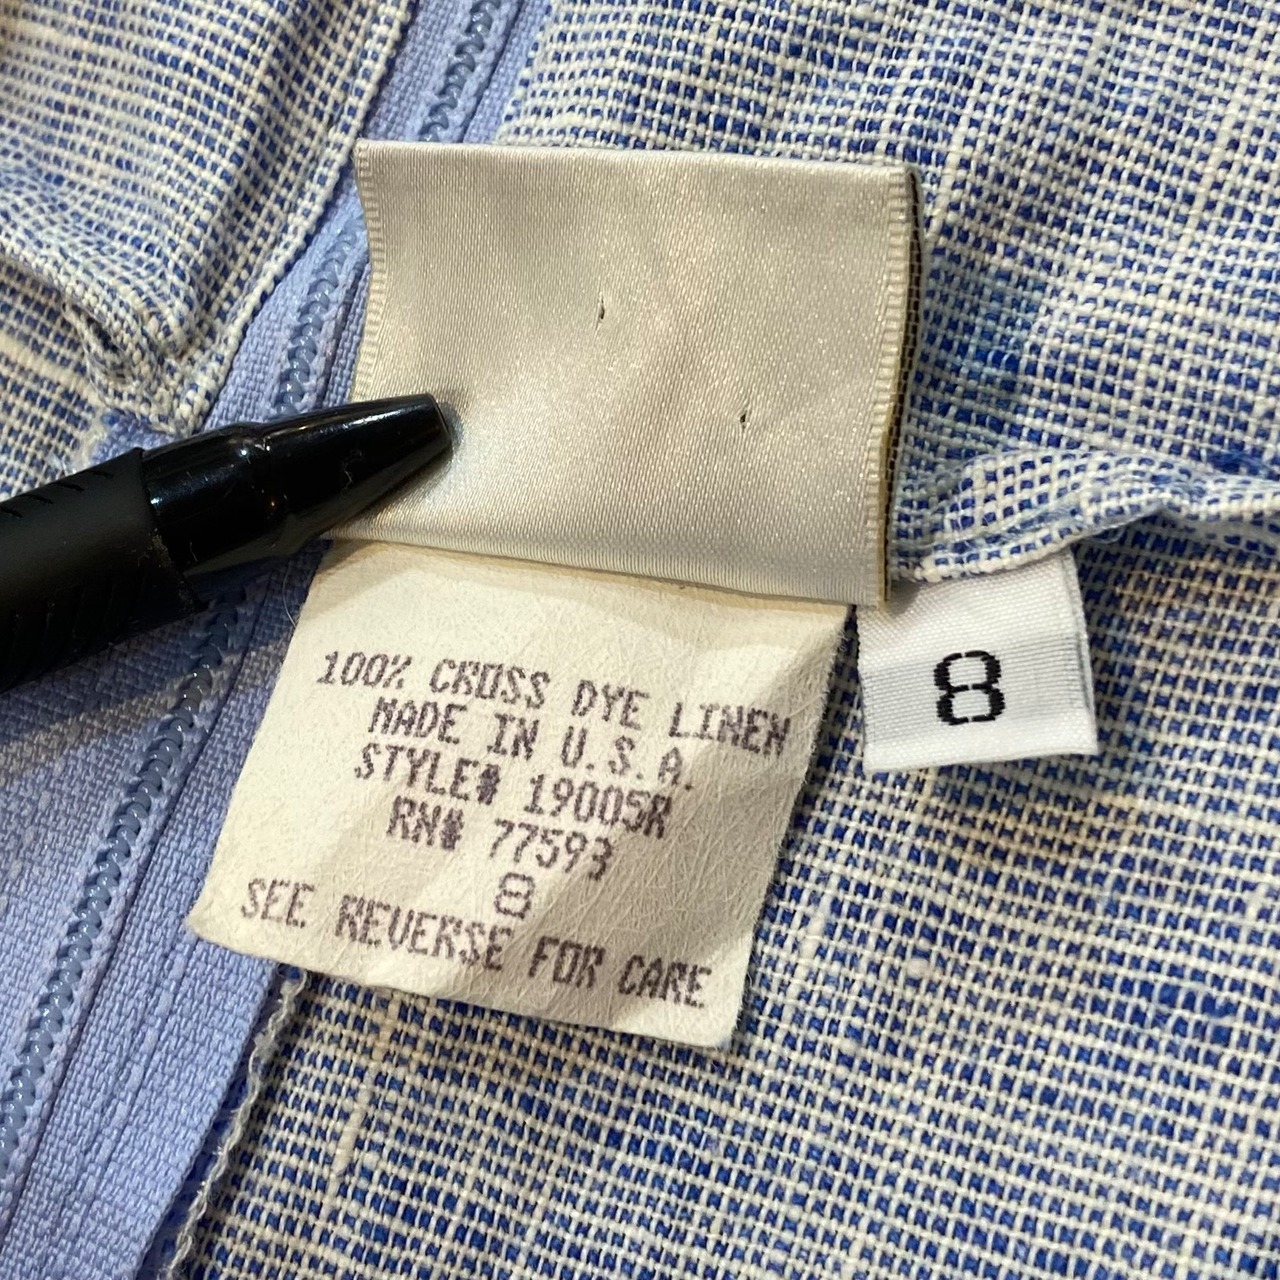 100% CROSS DYE LINEN
MADE IN U.S.A.
STYLE# 19005R
RN# 77593
8
SEE REVERSE FOR CARE
8